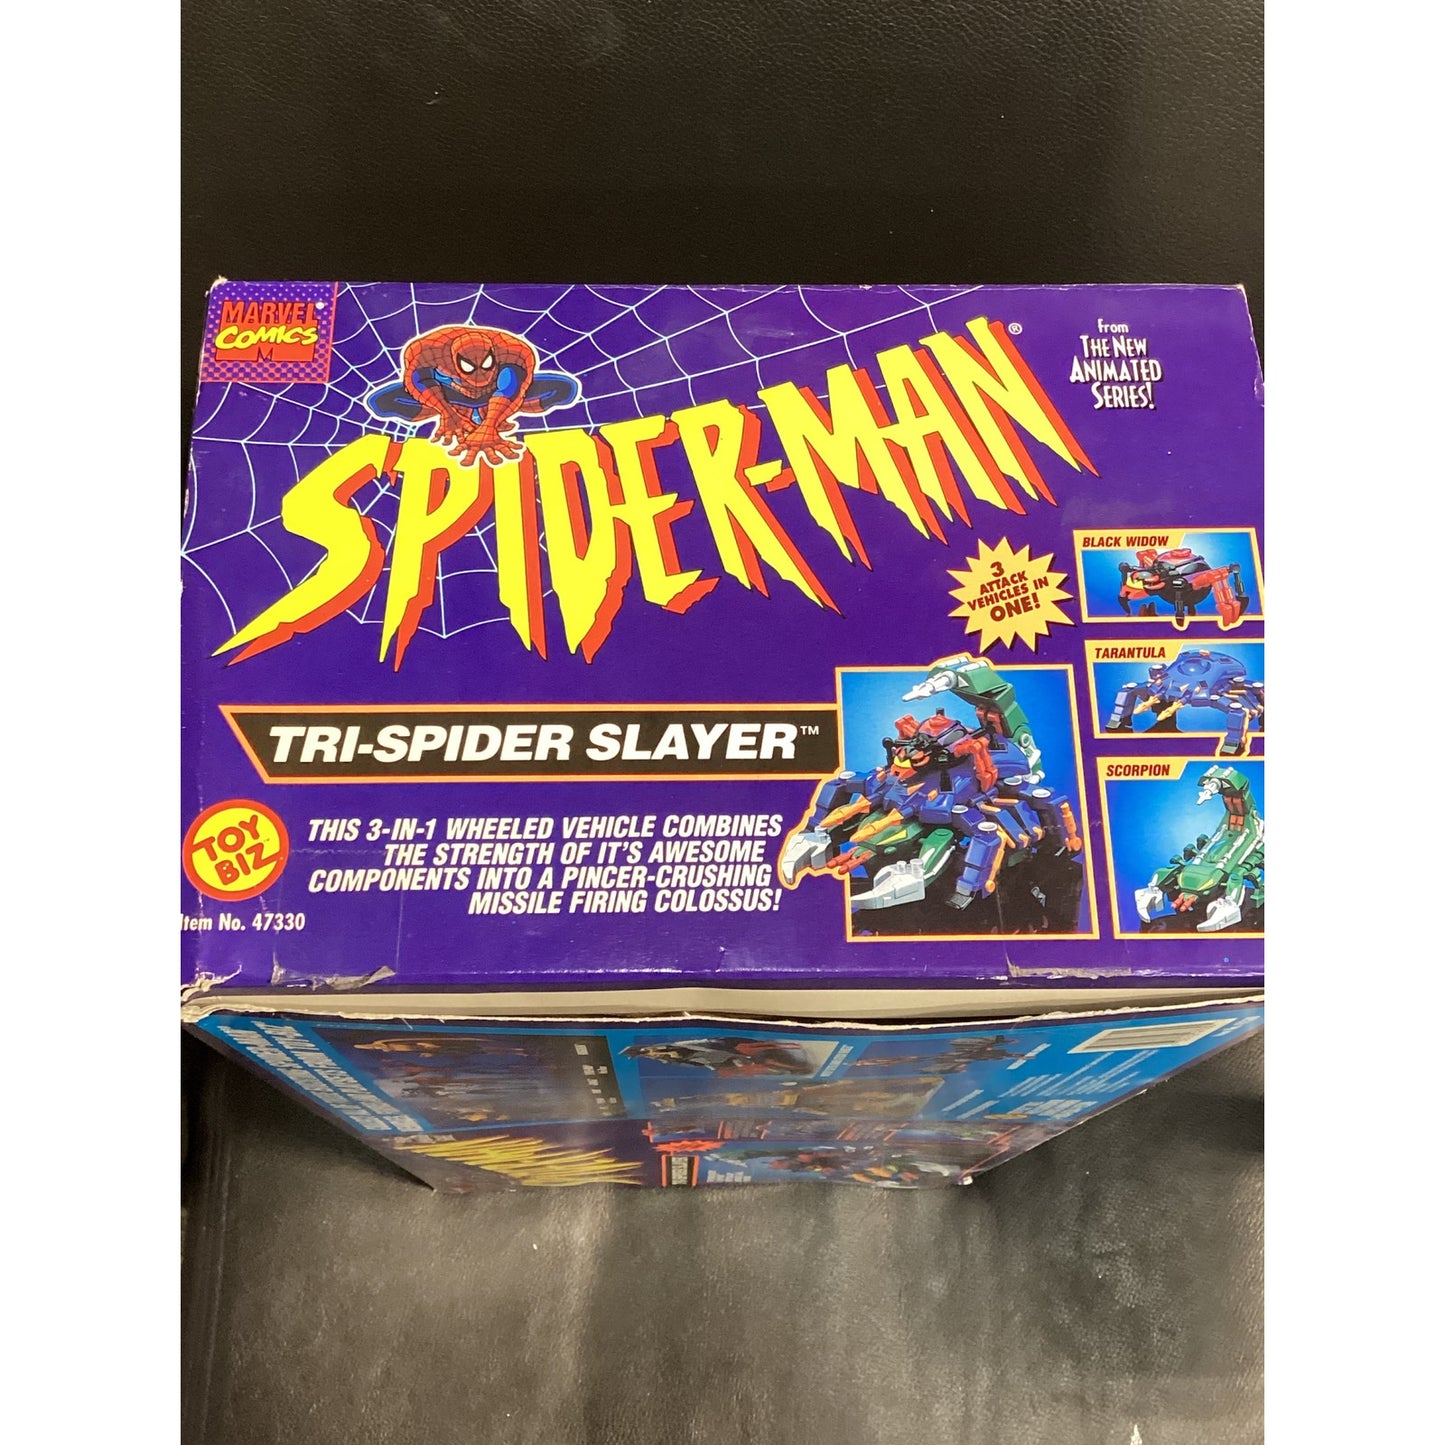 MARVEL®
COMICS
M
SPIDER-MAN®
from
THE NEW
ANIMATED
SERIES!
3
ATTACK
VEHICLES IN
ONE!
BLACK WIDOW
TARANTULA
SCORPION
TRI-SPIDER SLAYER™
TOY
BIZ
THIS 3-IN-1 WHEELED VEHICLE COMBINES
THE STRENGTH OF IT'S AWESOME
COMPONENTS INTO A PINCER-CRUSHING
MISSILE FIRING COLOSSUS!
Item No. 47330